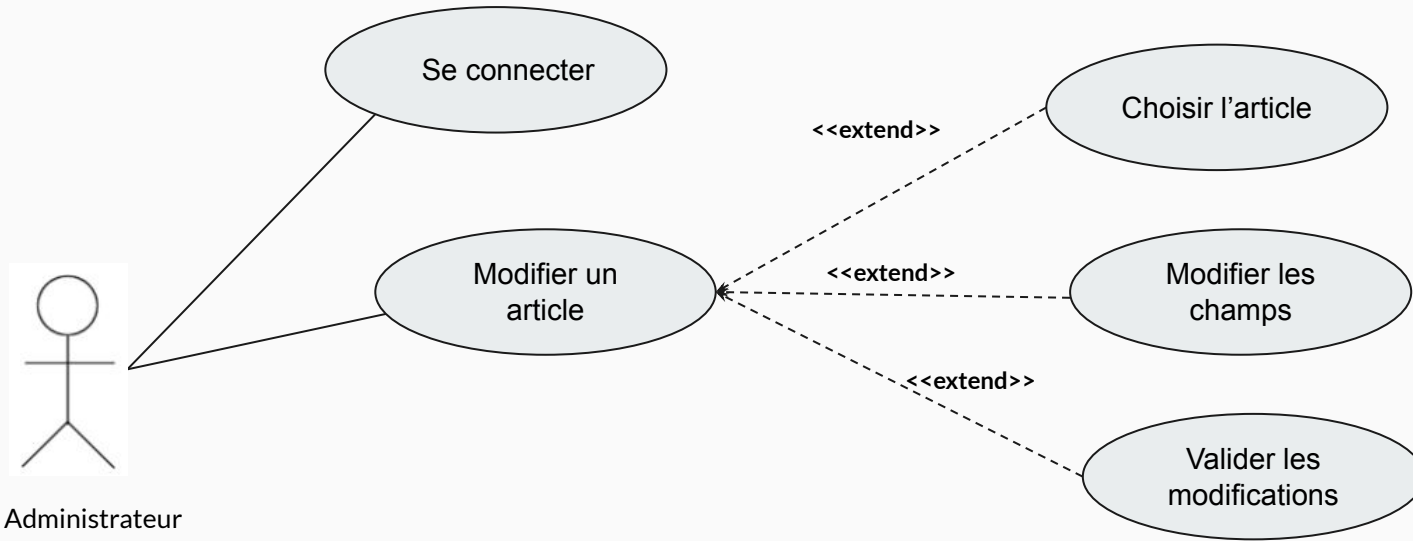 Se connecter
Choisir l’article
<<extend>>
Modifier un
article
<<extend>>
Modifier les
champs
<<extend>>
Valider les
modifications
Administrateur